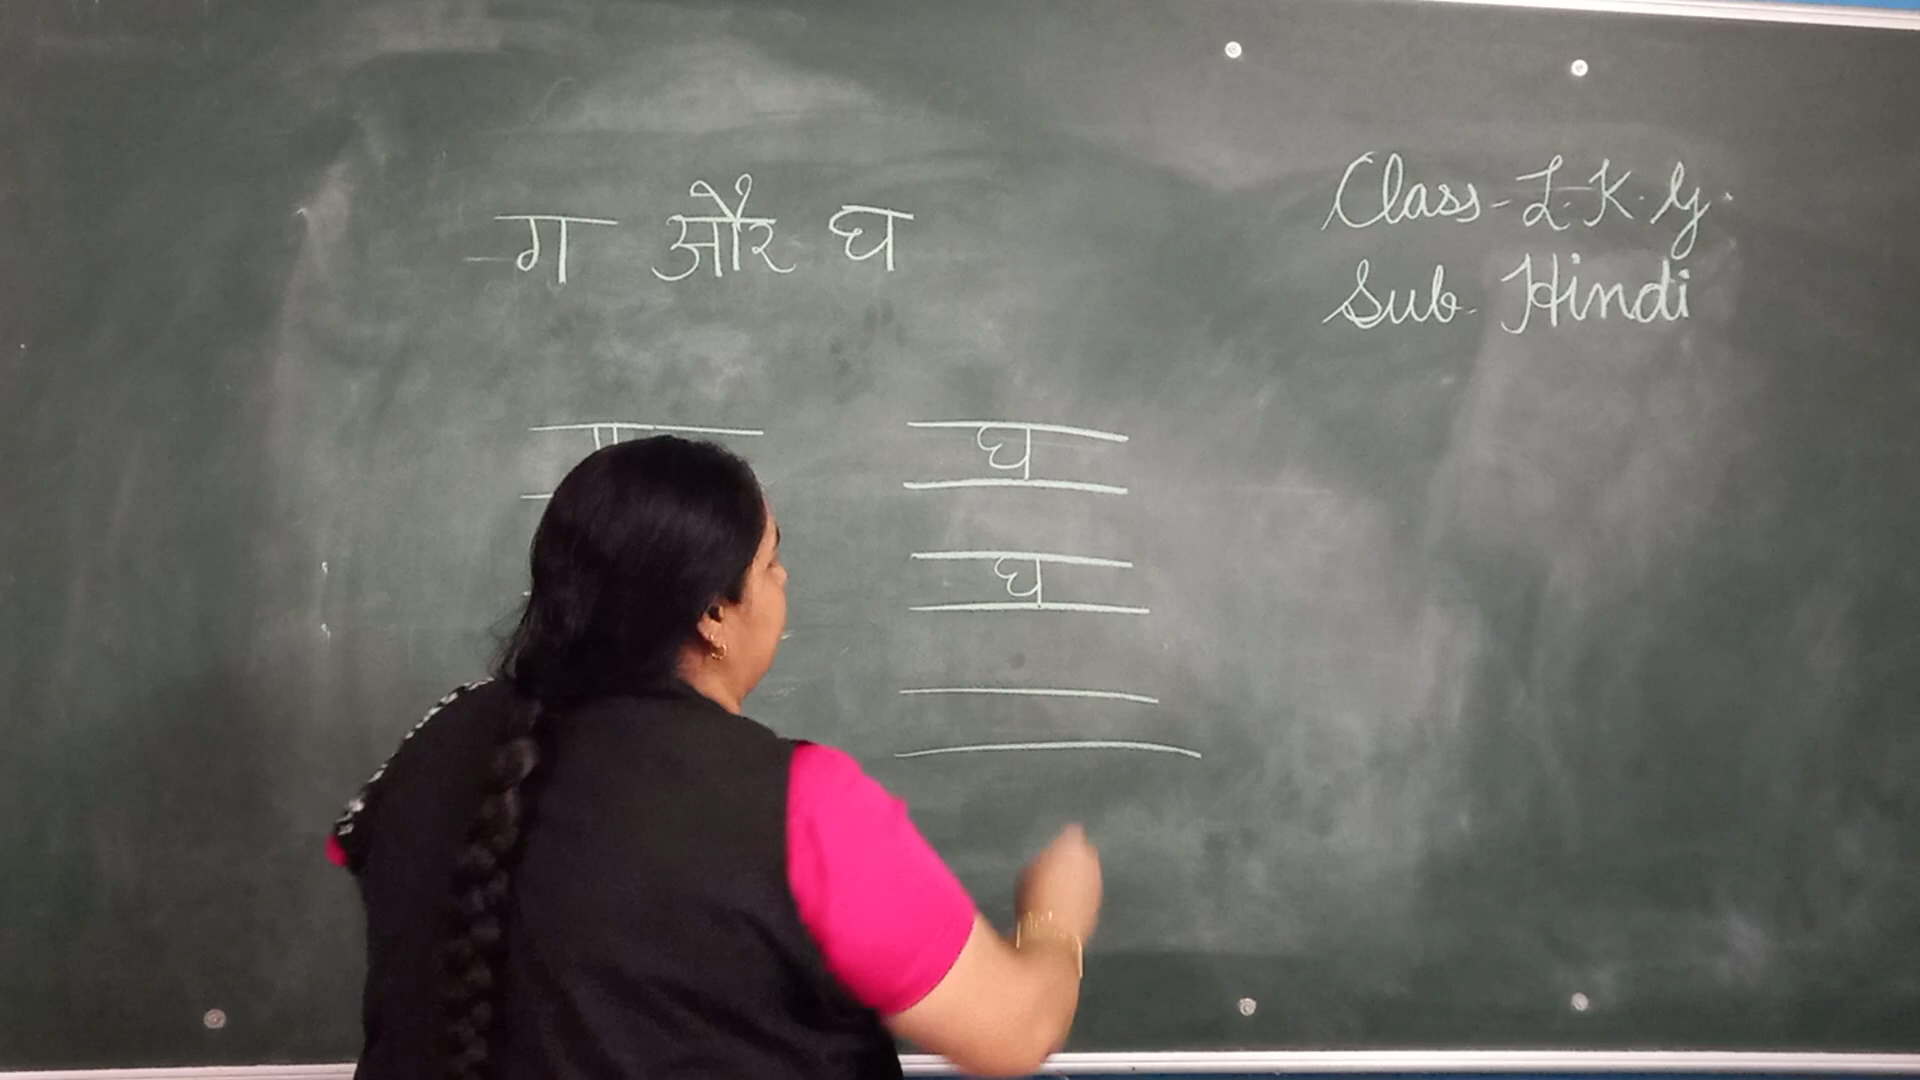 ग और घ
Class-L.K.G.
Sub. Hindi
घ
घ